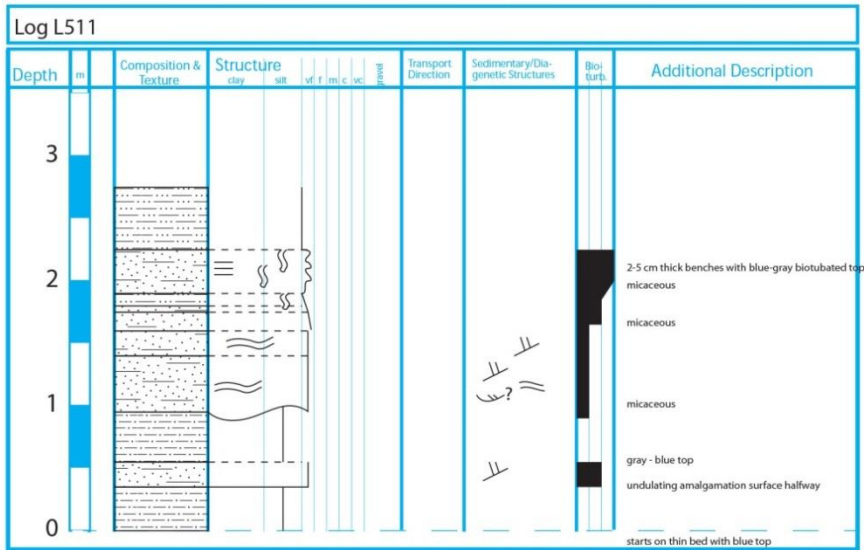 Log L511
Depth
m
Composition &
Texture
Structure
clay
silt
vf f m c vc
gravel
Transport
Direction
Sedimentary/Dia-
genetic Structures
Bio-
turb.
Additional Description
3
2-5 cm thick benches with blue-gray biotubated top
2
micaceous
micaceous
?
1
micaceous
gray - blue top
undulating amalgamation surface halfway
0
starts on thin bed with blue top